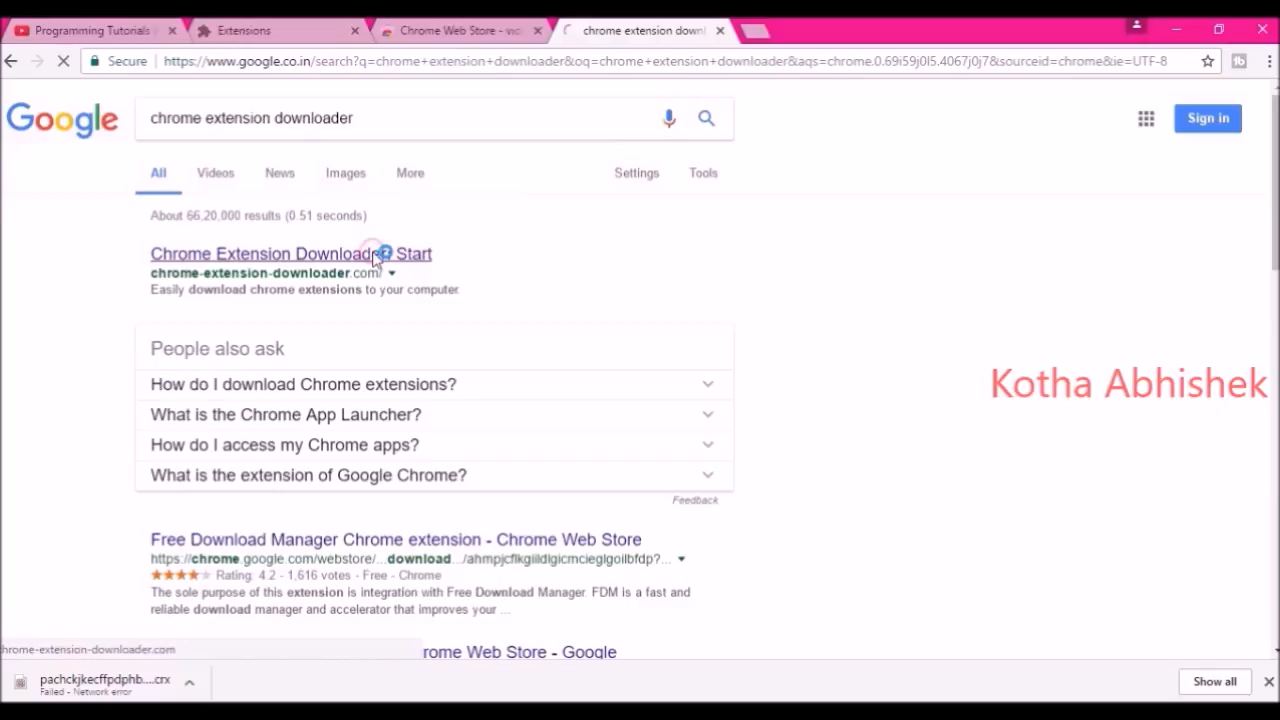 Programming Tutorials
Extensions
Chrome Web Store -
chrome extension downl
Secure
https://www.google.co.in/search?q=chrome+extension+downloader&oq=chrome+extension+downloader&aqs=chrome.0.69i59j0l5.4067j0j7&sourceid=chrome&ie=UTF-8
Google
chrome extension downloader
Sign in
All
Videos
News
Images
More
Settings
Tools
About 66,20,000 results (0.51 seconds)
Chrome Extension Downloader Start
chrome-extension-downloader.com/
Easily download chrome extensions to your computer.
People also ask
How do I download Chrome extensions?
What is the Chrome App Launcher?
How do I access my Chrome apps?
What is the extension of Google Chrome?
Feedback
Kotha Abhishek
Free Download Manager Chrome extension - Chrome Web Store
https://chrome.google.com/webstore/...download.../ahmpjcflkgiildlgicmcieglgoilbfdp?...
Rating: 4.2 - 1,616 votes - Free - Chrome
The sole purpose of this extension is integration with Free Download Manager. FDM is a fast and
reliable download manager and accelerator that improves your ...
rome Web Store - Google
hrome-extension-downloader.com
pachckjkecffpdphb....crx
Failed - Network error
Show all